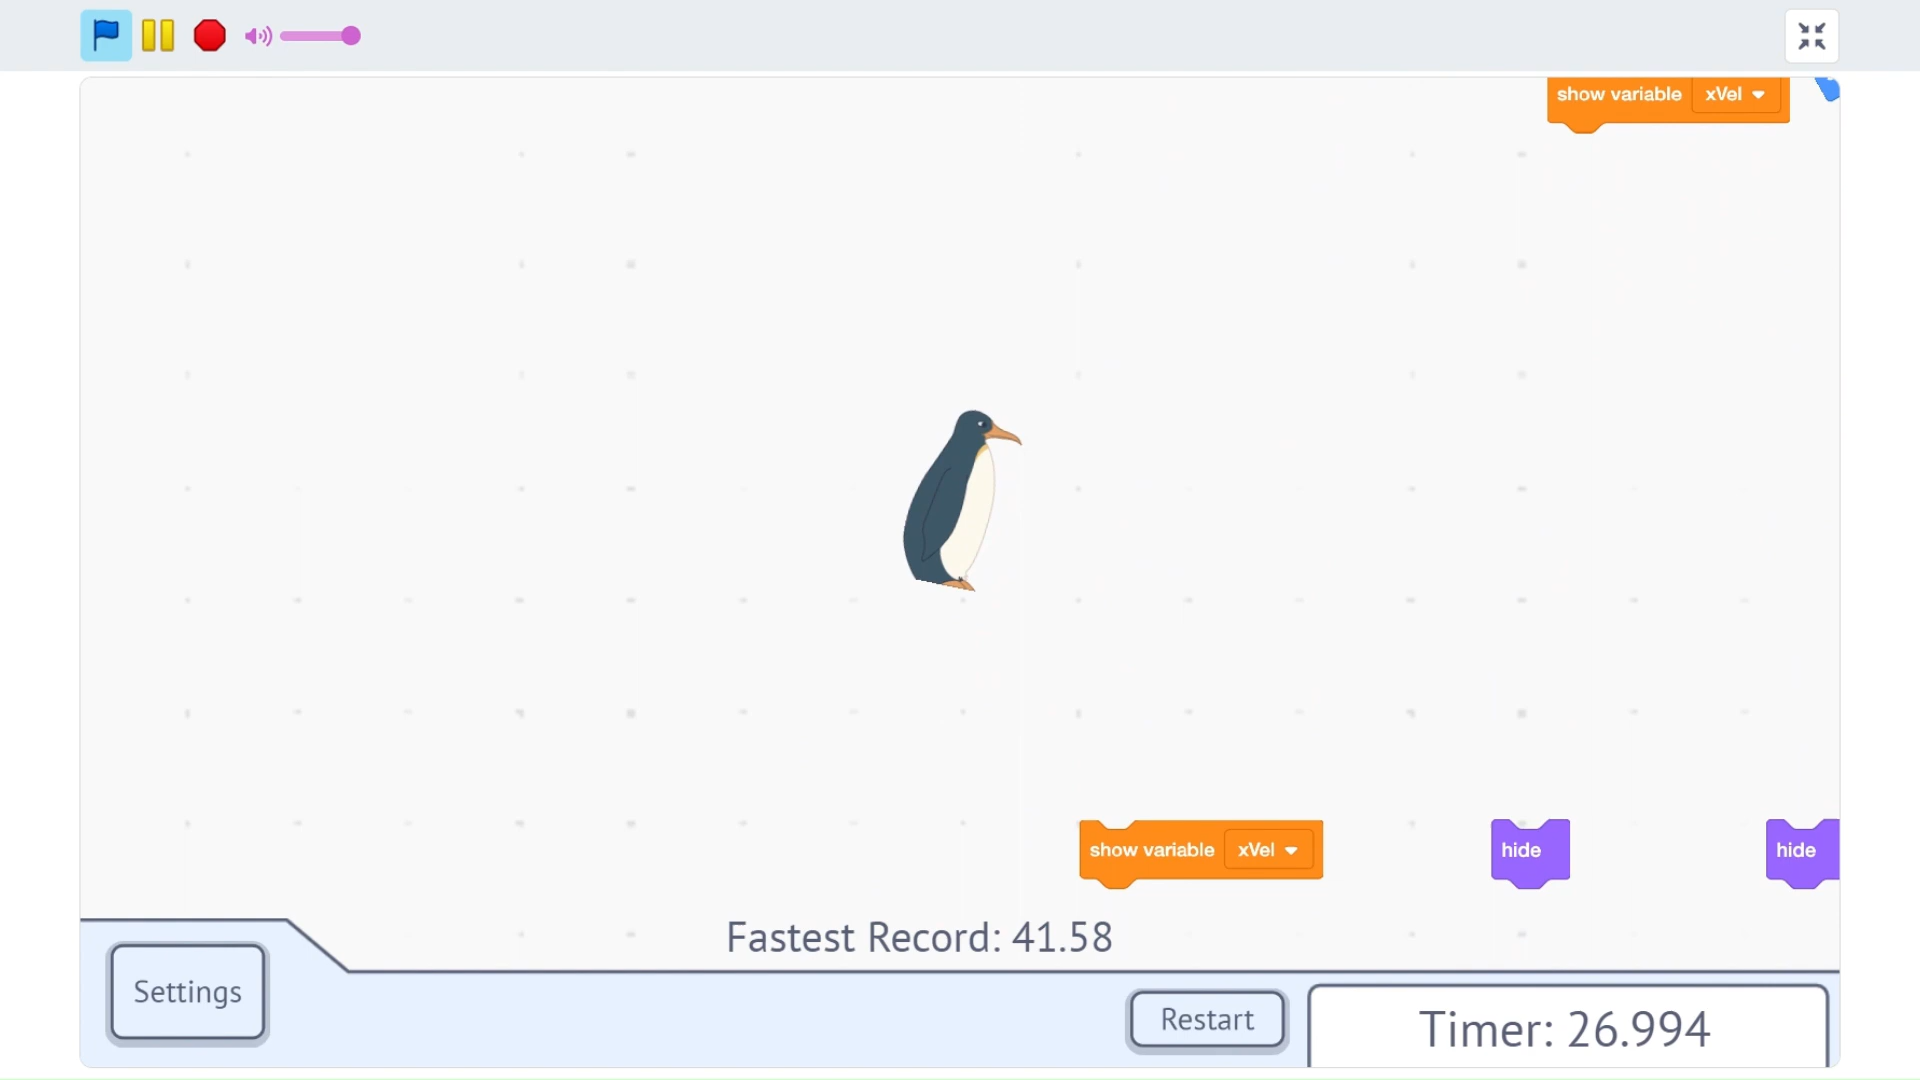 show variable xVel
show variable xVel
hide
hide
Fastest Record: 41.58
Settings
Restart
Timer: 26.994